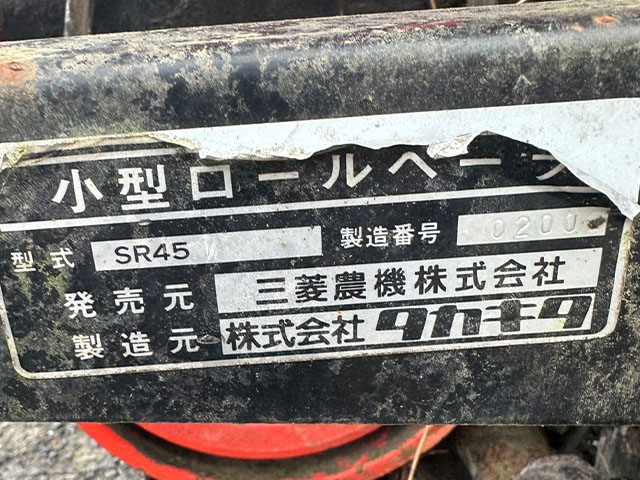 小型ロールベーラ
型式 SR45 製造番号 0200
発売元 三菱農機株式会社
製造元 株式会社タカキタ